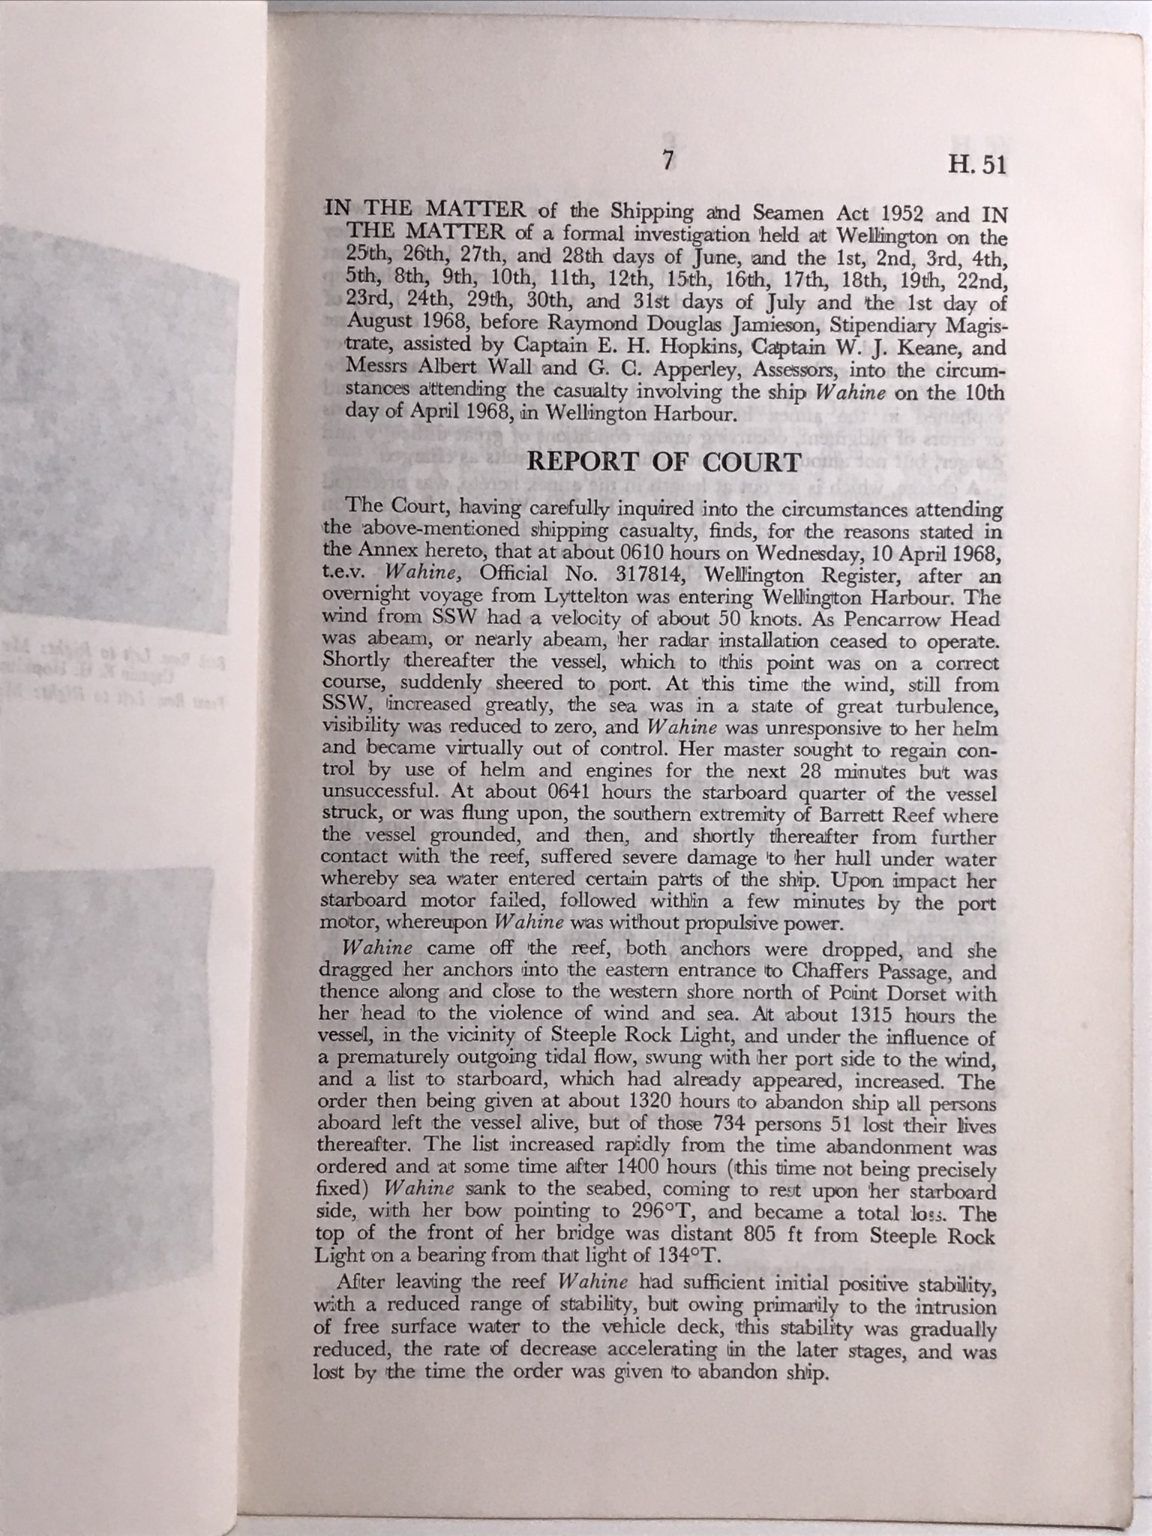 7
H. 51
IN THE MATTER of the Shipping and Seamen Act 1952 and IN
THE MATTER of a formal investigation held at Wellington on the
25th, 26th, 27th, and 28th days of June, and the 1st, 2nd, 3rd, 4th,
5th, 8th, 9th, 10th, 11th, 12th, 15th, 16th, 17th, 18th, 19th, 22nd,
23rd, 24th, 29th, 30th, and 31st days of July and the 1st day of
August 1968, before Raymond Douglas Jamieson, Stipendiary Magis-
trate, assisted by Captain E. H. Hopkins, Captain W. J. Keane, and
Messrs Albert Wall and G. C. Apperley, Assessors, into the circum-
stances attending the casualty involving the ship Wahine on the 10th
day of April 1968, in Wellington Harbour.
REPORT OF COURT
The Court, having carefully inquired into the circumstances attending
the above-mentioned shipping casualty, finds, for the reasons stated in
the Annex hereto, that at about 0610 hours on Wednesday, 10 April 1968,
t.e.v. Wahine, Official No. 317814, Wellington Register, after an
overnight voyage from Lyttelton was entering Wellington Harbour. The
wind from SSW had a velocity of about 50 knots. As Pencarrow Head
was abeam, or nearly abeam, her radar installation ceased to operate.
Shortly thereafter the vessel, which to this point was on a correct
course, suddenly sheered to port. At this time the wind, still from
SSW, increased greatly, the sea was in a state of great turbulence,
visibility was reduced to zero, and Wahine was unresponsive to her helm
and became virtually out of control. Her master sought to regain con-
trol by use of helm and engines for the next 28 minutes but was
unsuccessful. At about 0641 hours the starboard quarter of the vessel
struck, or was flung upon, the southern extremity of Barrett Reef where
the vessel grounded, and then, and shortly thereafter from further
contact with the reef, suffered severe damage to her hull under water
whereby sea water entered certain parts of the ship. Upon impact her
starboard motor failed, followed within a few minutes by the port
motor, whereupon Wahine was without propulsive power.
Wahine came off the reef, both anchors were dropped, and she
dragged her anchors into the eastern entrance to Chaffers Passage, and
thence along and close to the western shore north of Point Dorset with
her head to the violence of wind and sea. At about 1315 hours the
vessel, in the vicinity of Steeple Rock Light, and under the influence of
a prematurely outgoing tidal flow, swung with her port side to the wind,
and a list to starboard, which had already appeared, increased. The
order then being given at about 1320 hours to abandon ship all persons
aboard left the vessel alive, but of those 734 persons 51 lost their lives
thereafter. The list increased rapidly from the time abandonment was
ordered and at some time after 1400 hours (this time not being precisely
fixed) Wahine sank to the seabed, coming to rest upon her starboard
side, with her bow pointing to 296°T, and became a total loss. The
top of the front of her bridge was distant 805 ft from Steeple Rock
Light on a bearing from that light of 134°T.
After leaving the reef Wahine had sufficient initial positive stability,
with a reduced range of stability, but owing primarily to the intrusion
of free surface water to the vehicle deck, this stability was gradually
reduced, the rate of decrease accelerating in the later stages, and was
lost by the time the order was given to abandon ship.